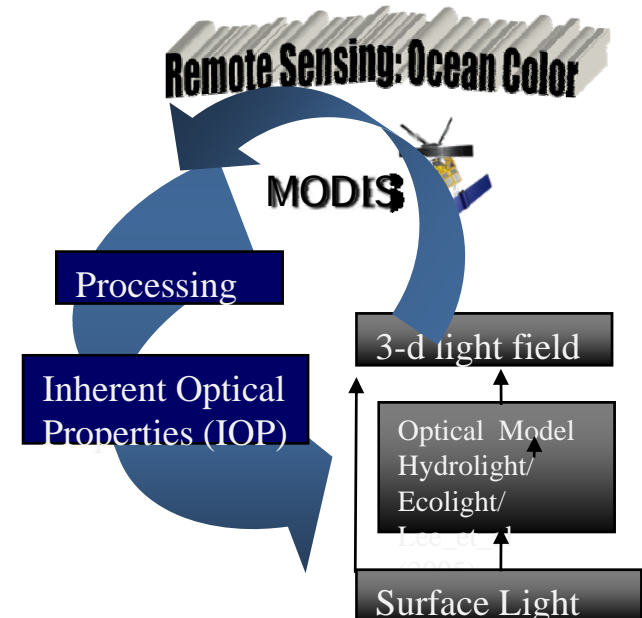 Remote Sensing: Ocean Color
MODIS
Processing
3-d light field
Inherent Optical
Properties (IOP)
Optical Model
Hydrolight/
Ecolight/
Surface Light